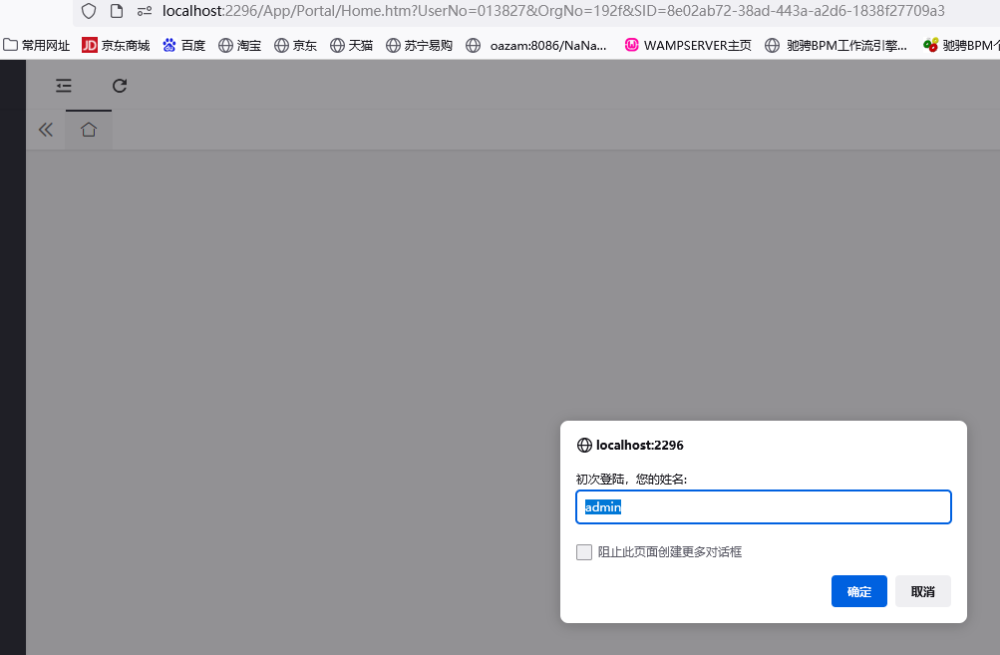 localhost:2296/App/Portal/Home.htm?UserNo=013827&OrgNo=192f&SID=8e02ab72-38ad-443a-a2d6-1838f27709a3
常用网址 JD 京东商城 百度 淘宝 京东 天猫 苏宁易购 oazam:8086/NaNa... WAMPSERVER主页 驰骋BPM工作流引擎... 驰骋BPM个
localhost:2296
初次登陆，您的姓名:
admin
阻止此页面创建更多对话框
确定 取消